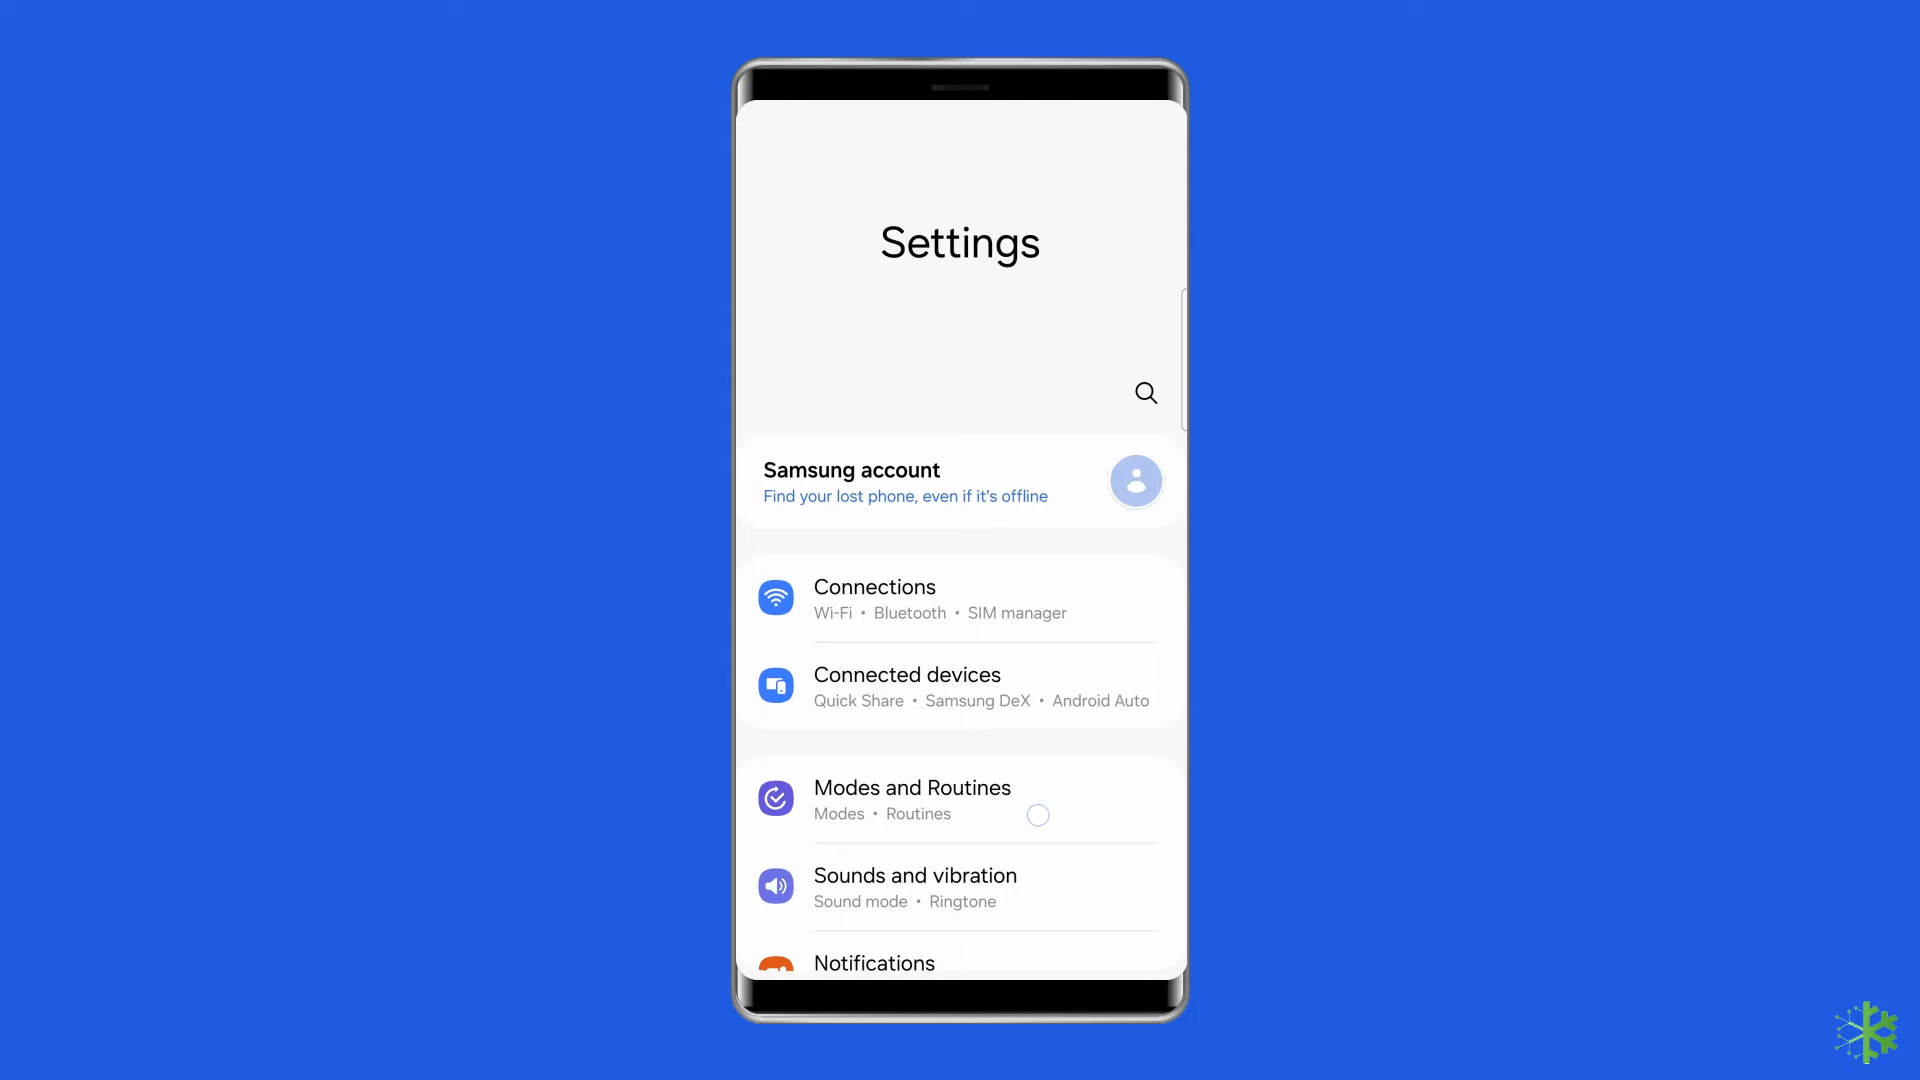 Settings
Samsung account
Find your lost phone, even if it's offline
Connections
Wi-Fi • Bluetooth • SIM manager
Connected devices
Quick Share • Samsung DeX • Android Auto
Modes and Routines
Modes • Routines
Sounds and vibration
Sound mode • Ringtone
Notifications